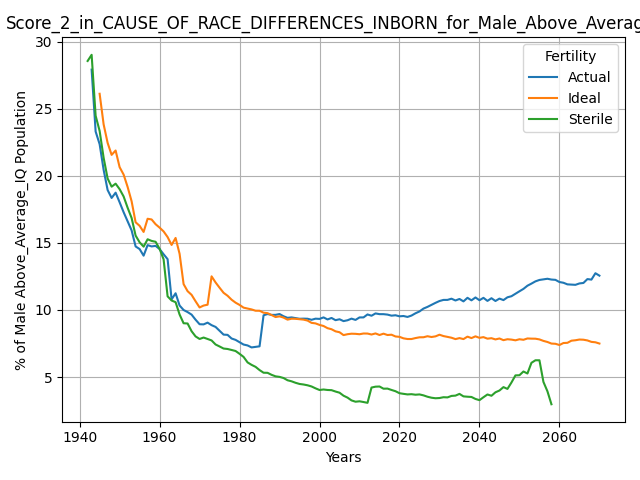 Score_2_in_CAUSE_OF_RACE_DIFFERENCES_INBORN_for_Male_Above_Averag
Fertility
Actual
Ideal
Sterile
% of Male Above_Average_IQ Population
30
25
20
15
10
5
1940 1960 1980 2000 2020 2040 2060
Years